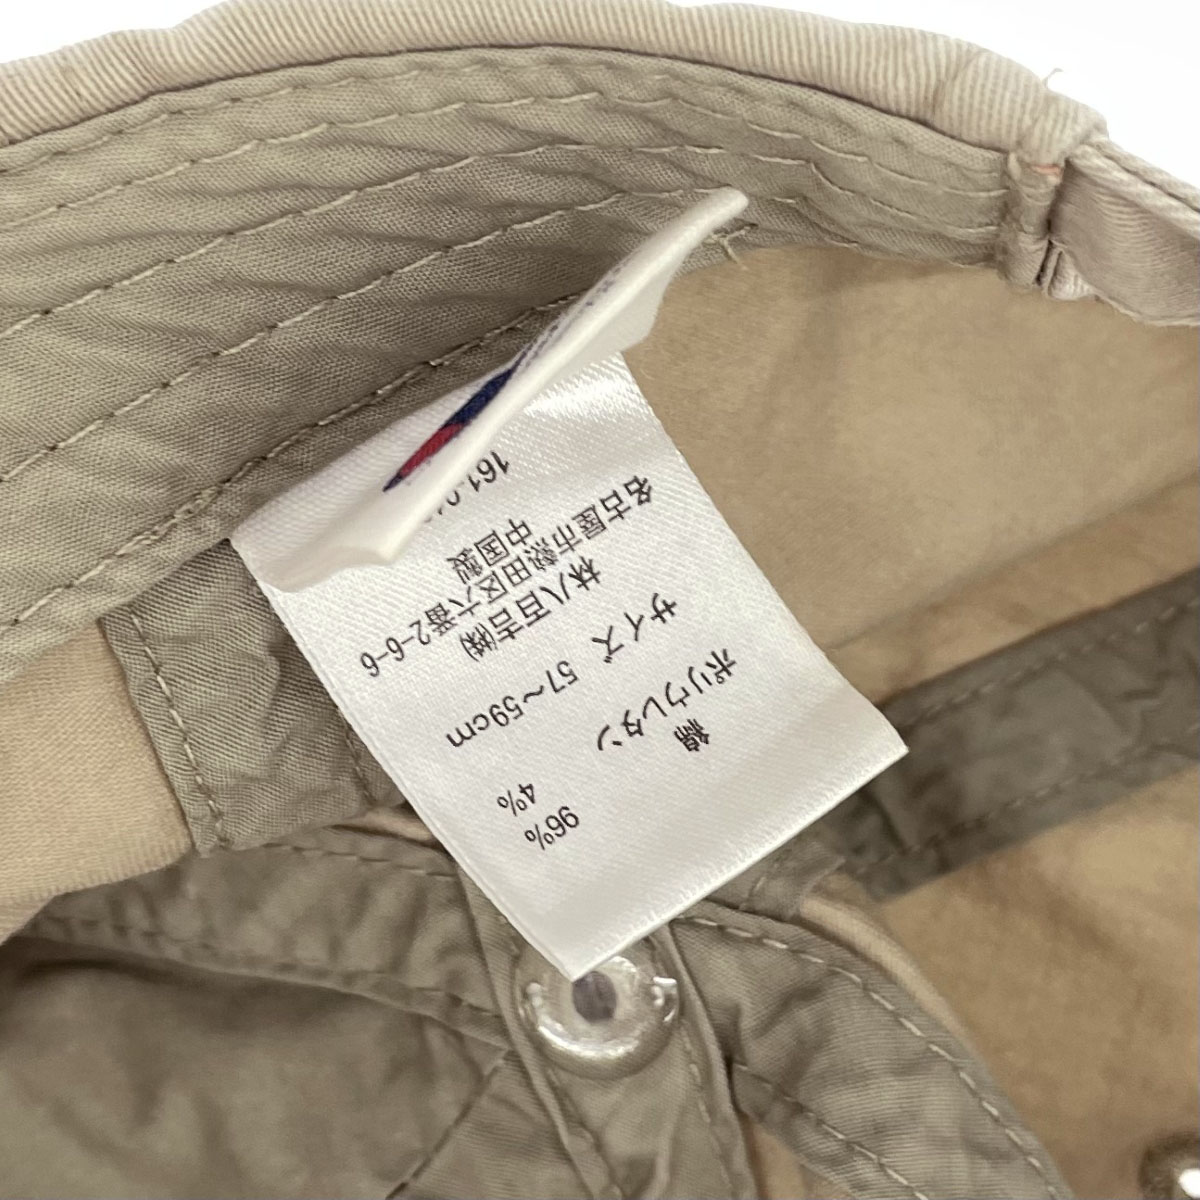 綿 96%
ポリウレタン 4%
サイズ 57～59cm
林八百吉㈱
名古屋市熱田区六番2-6-6
中国製